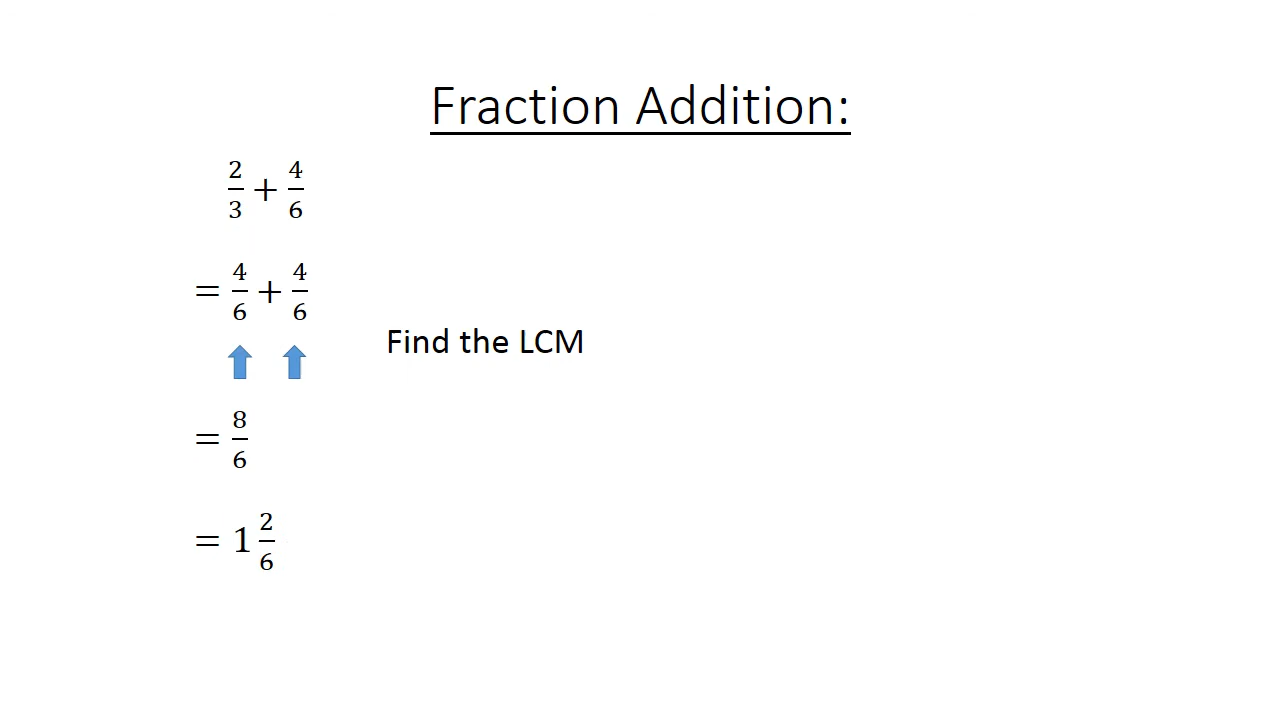 Fraction Addition:
2/3 + 4/6
= 4/6 + 4/6
Find the LCM
= 8/6
= 1 2/6